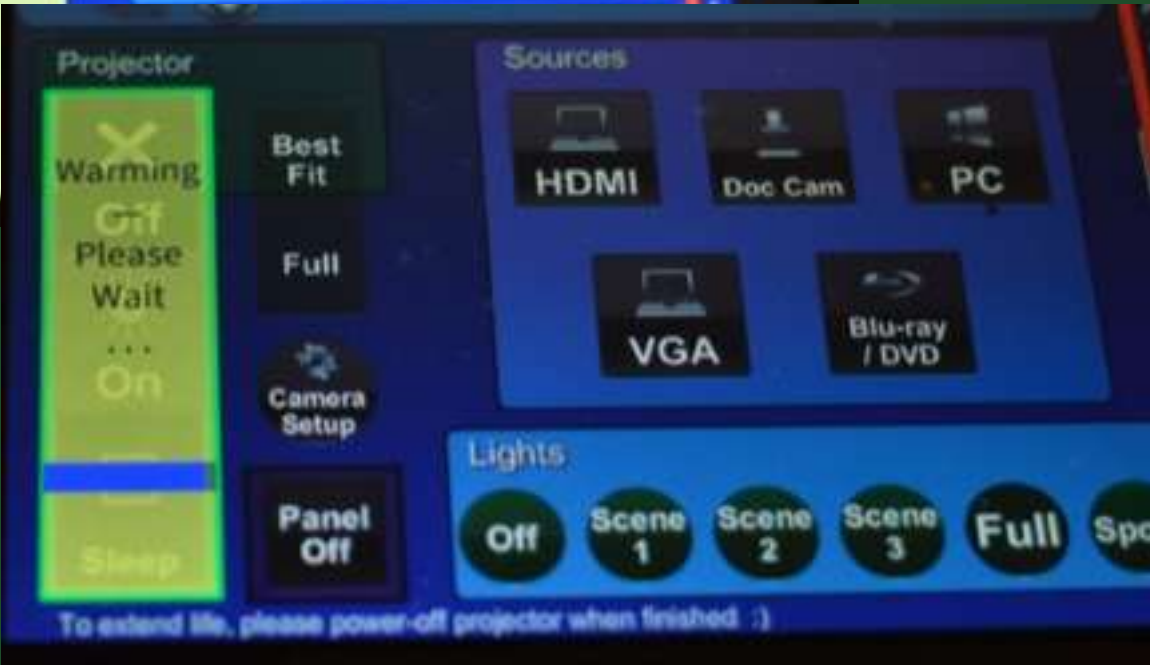 Projector
Warming
Off
Please
Wait
...
On
Sleep
Best
Fit
Full
Camera
Setup
Panel
Off
Sources
HDMI
Doc Cam
PC
VGA
Blu-ray
/ DVD
Lights
Off
Scene
1
Scene
2
Scene
3
Full
Spo
To extend life, please power-off projector when finished :)